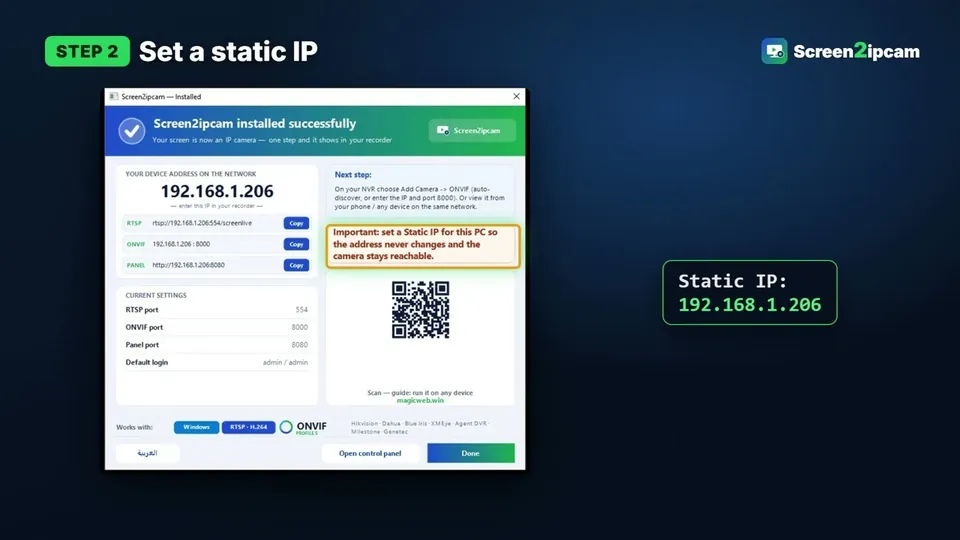 STEP 2 Set a static IP
Screen2ipcam
Screen2ipcam — Installed
Screen2ipcam installed successfully
Your screen is now an IP camera — one step and it shows in your recorder
Screen2ipcam
YOUR DEVICE ADDRESS ON THE NETWORK
192.168.1.206
— enter this IP in your recorder —
RTSP rtsp://192.168.1.206:554/screenlive Copy
ONVIF 192.168.1.206 : 8000 Copy
PANEL http://192.168.1.206:8080 Copy
Next step:
On your NVR choose Add Camera -> ONVIF (auto-
discover, or enter the IP and port 8000). Or view it from
your phone / any device on the same network.
Important: set a Static IP for this PC so
the address never changes and the
camera stays reachable.
CURRENT SETTINGS
RTSP port 554
ONVIF port 8000
Panel port 8080
Default login admin / admin
Scan — guide: run it on any device
magicweb.win
Static IP:
192.168.1.206
Works with: Windows RTSP · H.264 ONVIF PROFILE S
Hikvision · Dahua · Blue Iris · XMEye · Agent DVR ·
Milestone · Genetec
العربية
Open control panel
Done